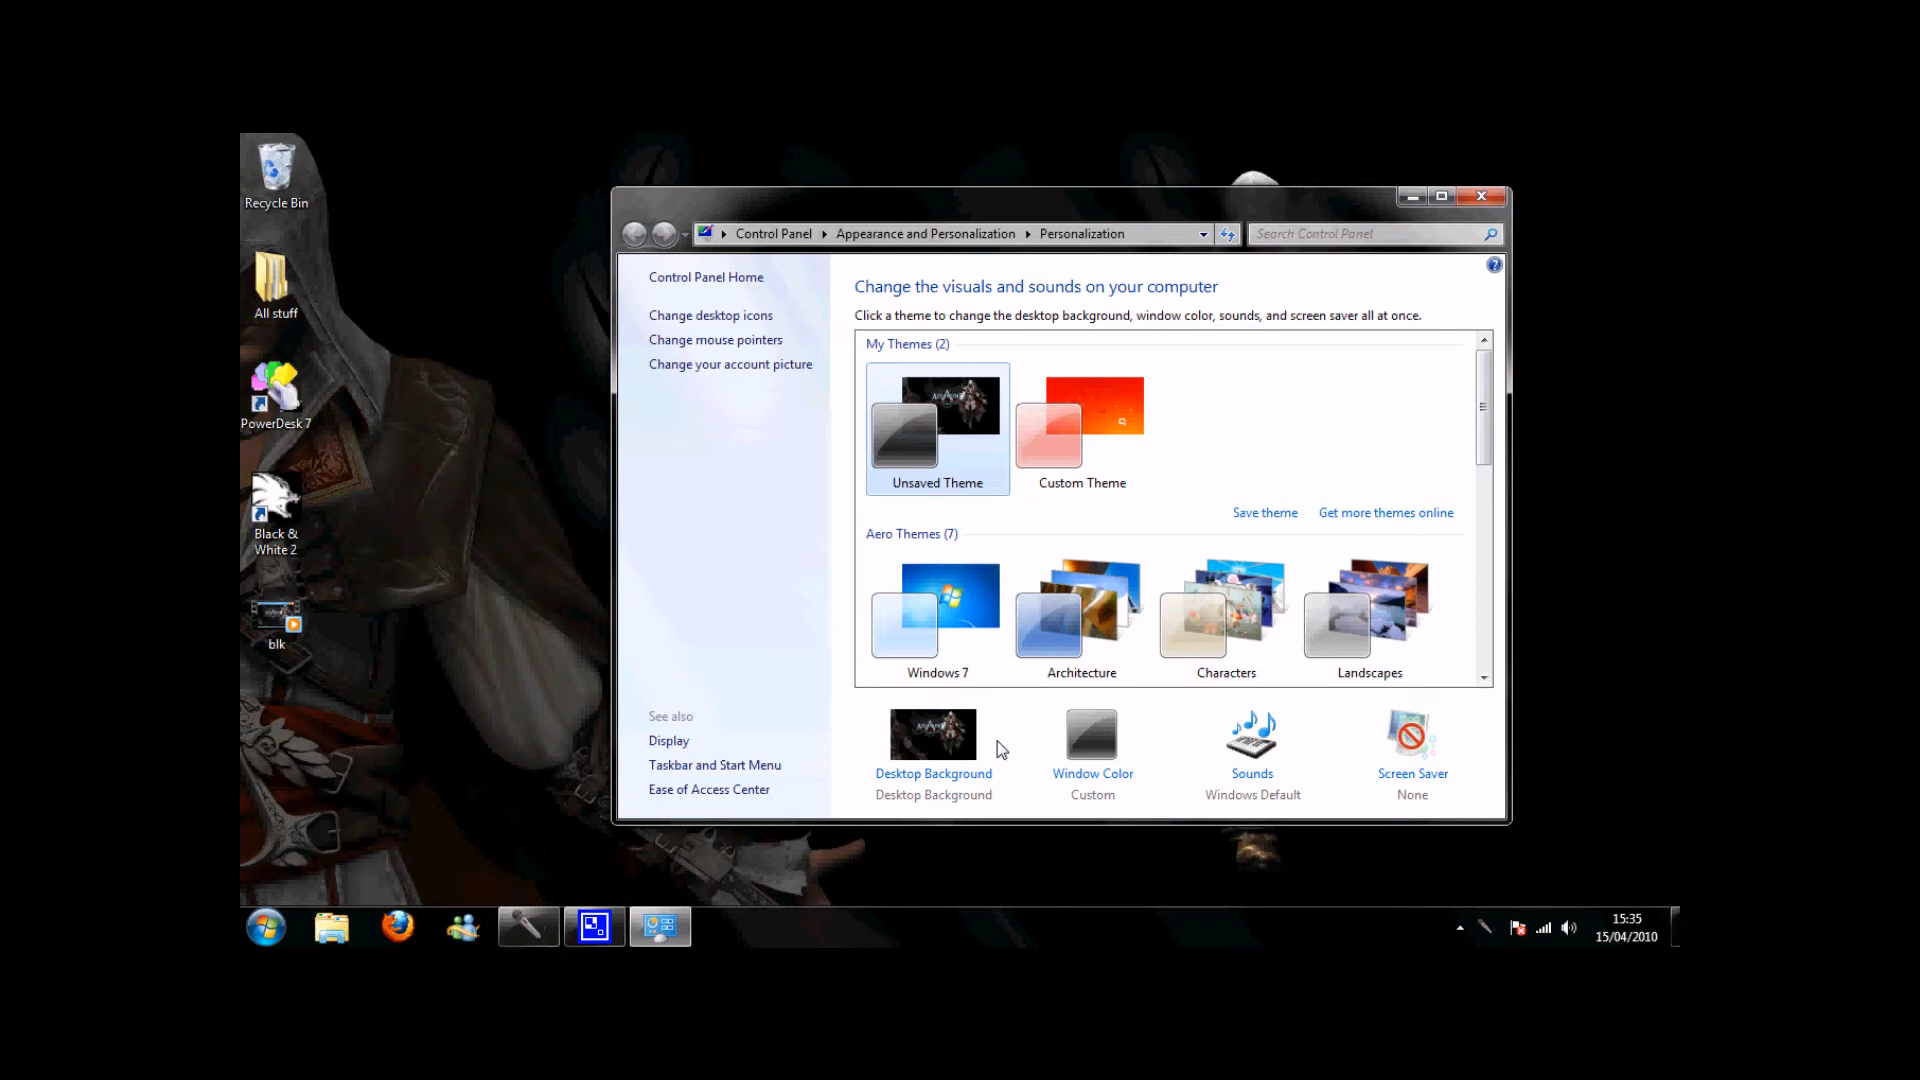 Recycle Bin
All stuff
PowerDesk 7
Black &
White 2
blk
Control Panel
Appearance and Personalization
Personalization
Search Control Panel
Control Panel Home
Change desktop icons
Change mouse pointers
Change your account picture
See also
Display
Taskbar and Start Menu
Ease of Access Center
Change the visuals and sounds on your computer
Click a theme to change the desktop background, window color, sounds, and screen saver all at once.
My Themes (2)
Unsaved Theme
Custom Theme
Save theme
Get more themes online
Aero Themes (7)
Windows 7
Architecture
Characters
Landscapes
Desktop Background
Desktop Background
Window Color
Custom
Sounds
Windows Default
Screen Saver
None
15:35
15/04/2010